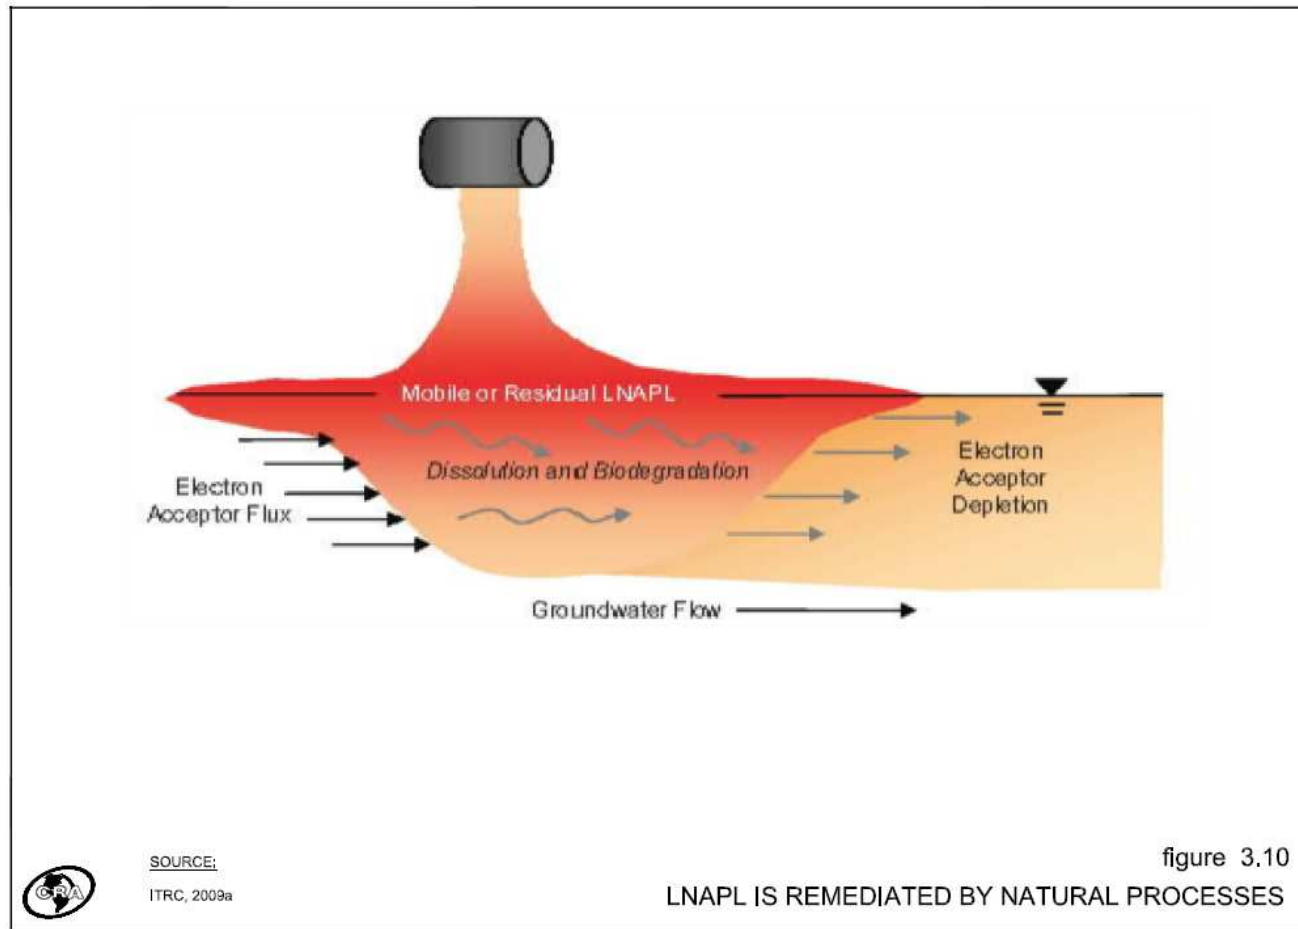 Mobile or Residual LNAPL
Dissolution and Biodegradation
Electron
Acceptor Flux
Electron
Acceptor
Depletion
Groundwater Flow
CRA
SOURCE:
ITRC, 2009a
figure 3.10
LNAPL IS REMEDIATED BY NATURAL PROCESSES